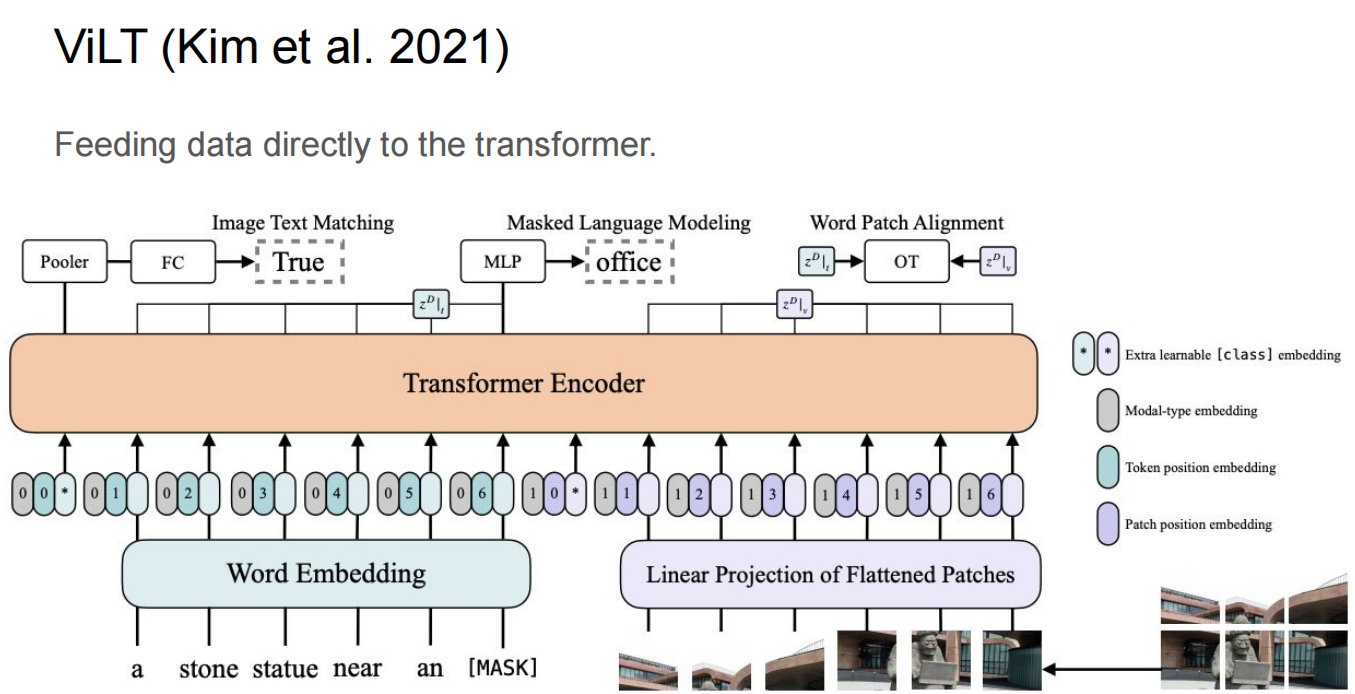 ViLT (Kim et al. 2021)
Feeding data directly to the transformer.
Image Text Matching
Masked Language Modeling
Word Patch Alignment
Pooler
FC
True
MLP
office
z^D|_t
OT
z^D|_v
z^D|_t
z^D|_v
Transformer Encoder
* * Extra learnable [class] embedding
Modal-type embedding
Token position embedding
Patch position embedding
0 0 * 0 1 0 2 0 3 0 4 0 5 0 6 1 0 * 1 1 1 2 1 3 1 4 1 5 1 6
Word Embedding
Linear Projection of Flattened Patches
a stone statue near an [MASK]